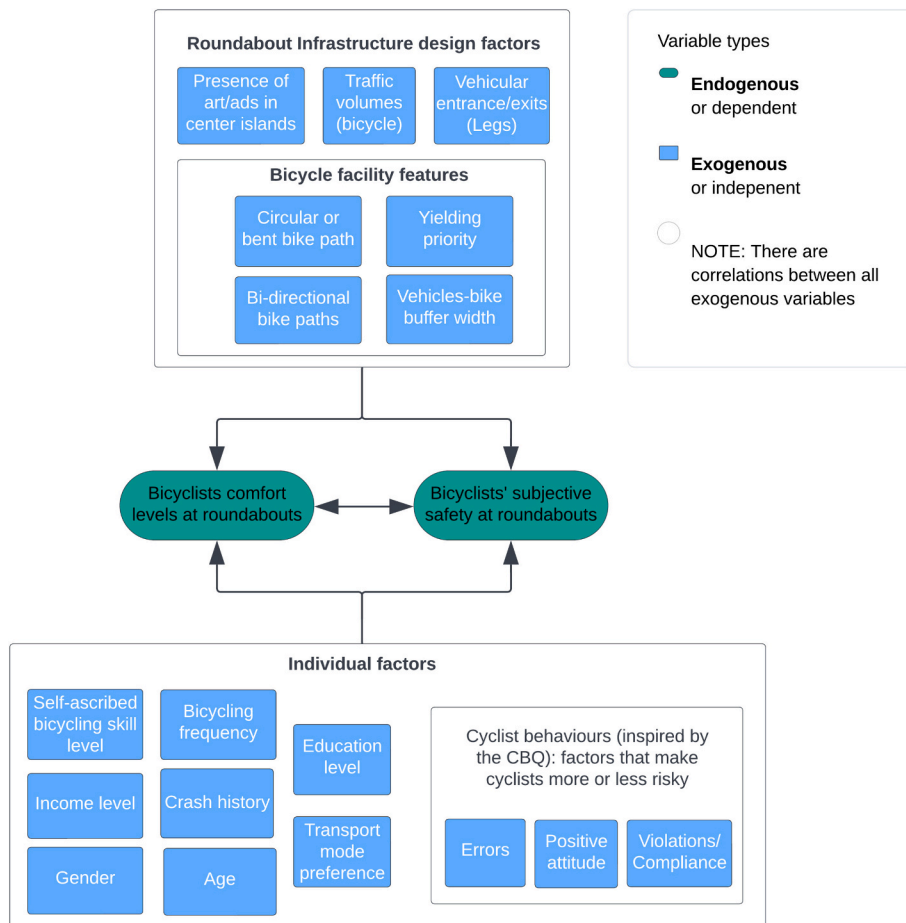 Roundabout Infrastructure design factors
Presence of
art/ads in
center islands
Traffic
volumes
(bicycle)
Vehicular
entrance/exits
(Legs)
Bicycle facility features
Circular or
bent bike path
Yielding
priority
Bi-directional
bike paths
Vehicles-bike
buffer width
Variable types
Endogenous
or dependent
Exogenous
or indepenent
NOTE: There are
correlations between all
exogenous variables
Bicyclists comfort
levels at roundabouts
Bicyclists' subjective
safety at roundabouts
Individual factors
Self-ascribed
bicycling skill
level
Bicycling
frequency
Education
level
Income level
Crash history
Transport
mode
preference
Gender
Age
Cyclist behaviours (inspired by
the CBQ): factors that make
cyclists more or less risky
Errors
Positive
attitude
Violations/
Compliance